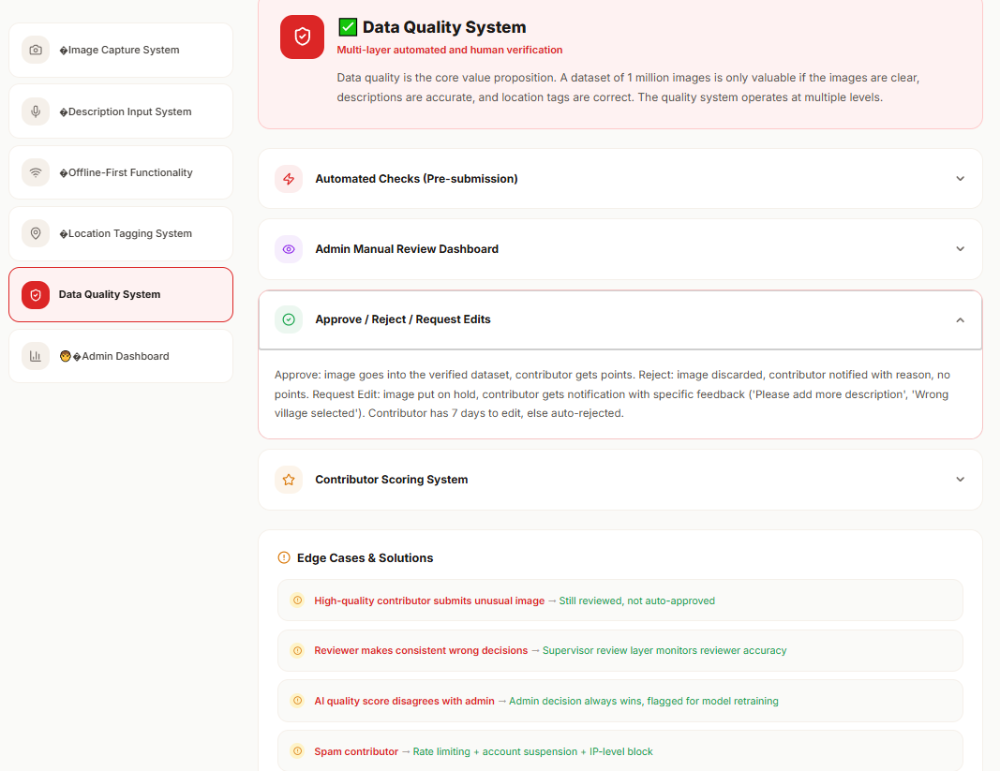 �Image Capture System
�Description Input System
�Offline-First Functionality
�Location Tagging System
Data Quality System
🧑�Admin Dashboard
✅ Data Quality System
Multi-layer automated and human verification
Data quality is the core value proposition. A dataset of 1 million images is only valuable if the images are clear,
descriptions are accurate, and location tags are correct. The quality system operates at multiple levels.
Automated Checks (Pre-submission)
Admin Manual Review Dashboard
Approve / Reject / Request Edits
Approve: image goes into the verified dataset, contributor gets points. Reject: image discarded, contributor notified with reason, no
points. Request Edit: image put on hold, contributor gets notification with specific feedback ('Please add more description', 'Wrong
village selected'). Contributor has 7 days to edit, else auto-rejected.
Contributor Scoring System
Edge Cases & Solutions
High-quality contributor submits unusual image → Still reviewed, not auto-approved
Reviewer makes consistent wrong decisions → Supervisor review layer monitors reviewer accuracy
AI quality score disagrees with admin → Admin decision always wins, flagged for model retraining
Spam contributor → Rate limiting + account suspension + IP-level block